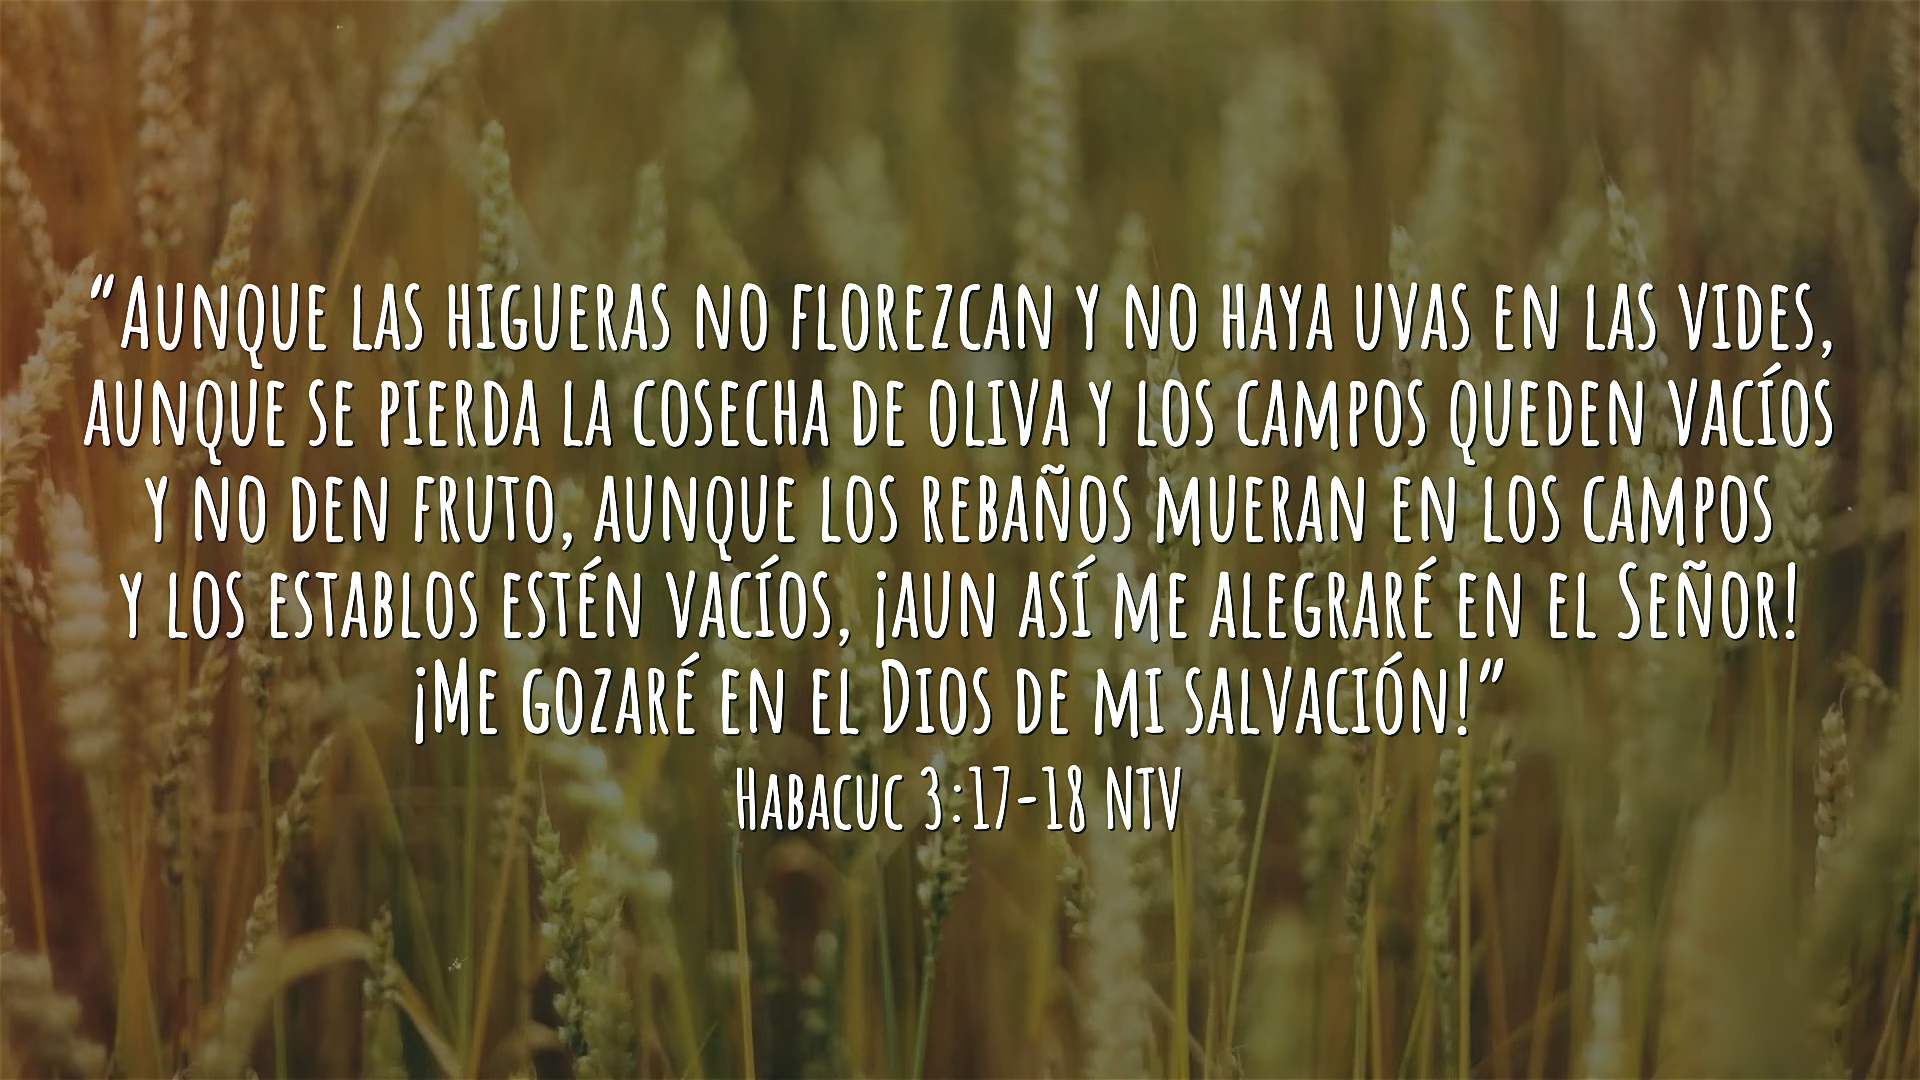 “Aunque las higueras no florezcan y no haya uvas en las vides,
aunque se pierda la cosecha de oliva y los campos queden vacíos
y no den fruto, aunque los rebaños mueran en los campos
y los establos estén vacíos, ¡aun así me alegraré en el Señor!
¡Me gozaré en el Dios de mi salvación!”
Habacuc 3:17-18 NTV